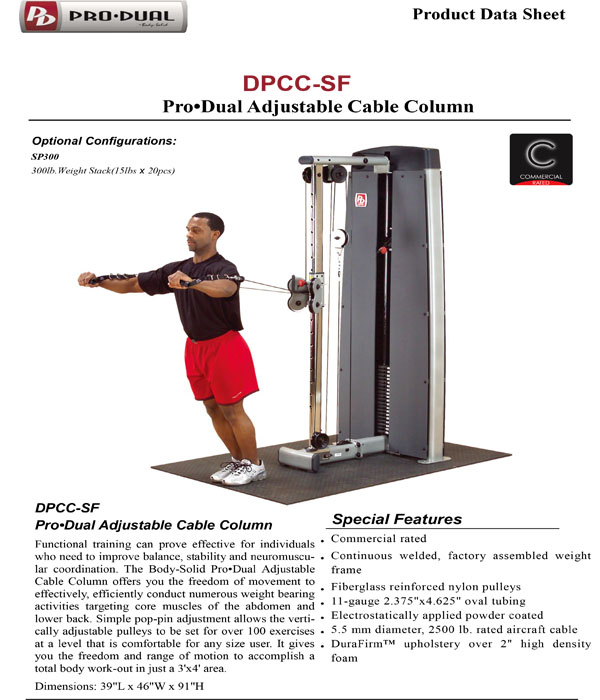 PD PRO•DUAL
Body-Solid
Product Data Sheet
DPCC-SF
Pro•Dual Adjustable Cable Column
Optional Configurations:
SP300
300lb.Weight Stack(15lbs x 20pcs)
C
COMMERCIAL
RATED
PD
DPCC-SF
Pro•Dual Adjustable Cable Column
Functional training can prove effective for individuals
who need to improve balance, stability and neuromuscu-
lar coordination. The Body-Solid Pro•Dual Adjustable
Cable Column offers you the freedom of movement to
effectively, efficiently conduct numerous weight bearing
activities targeting core muscles of the abdomen and
lower back. Simple pop-pin adjustment allows the verti-
cally adjustable pulleys to be set for over 100 exercises
at a level that is comfortable for any size user. It gives
you the freedom and range of motion to accomplish a
total body work-out in just a 3'x4' area.
Dimensions: 39"L x 46"W x 91"H
Special Features
• Commercial rated
• Continuous welded, factory assembled weight
frame
• Fiberglass reinforced nylon pulleys
• 11-gauge 2.375"x4.625" oval tubing
• Electrostatically applied powder coated
• 5.5 mm diameter, 2500 lb. rated aircraft cable
• DuraFirm™ upholstery over 2" high density
foam